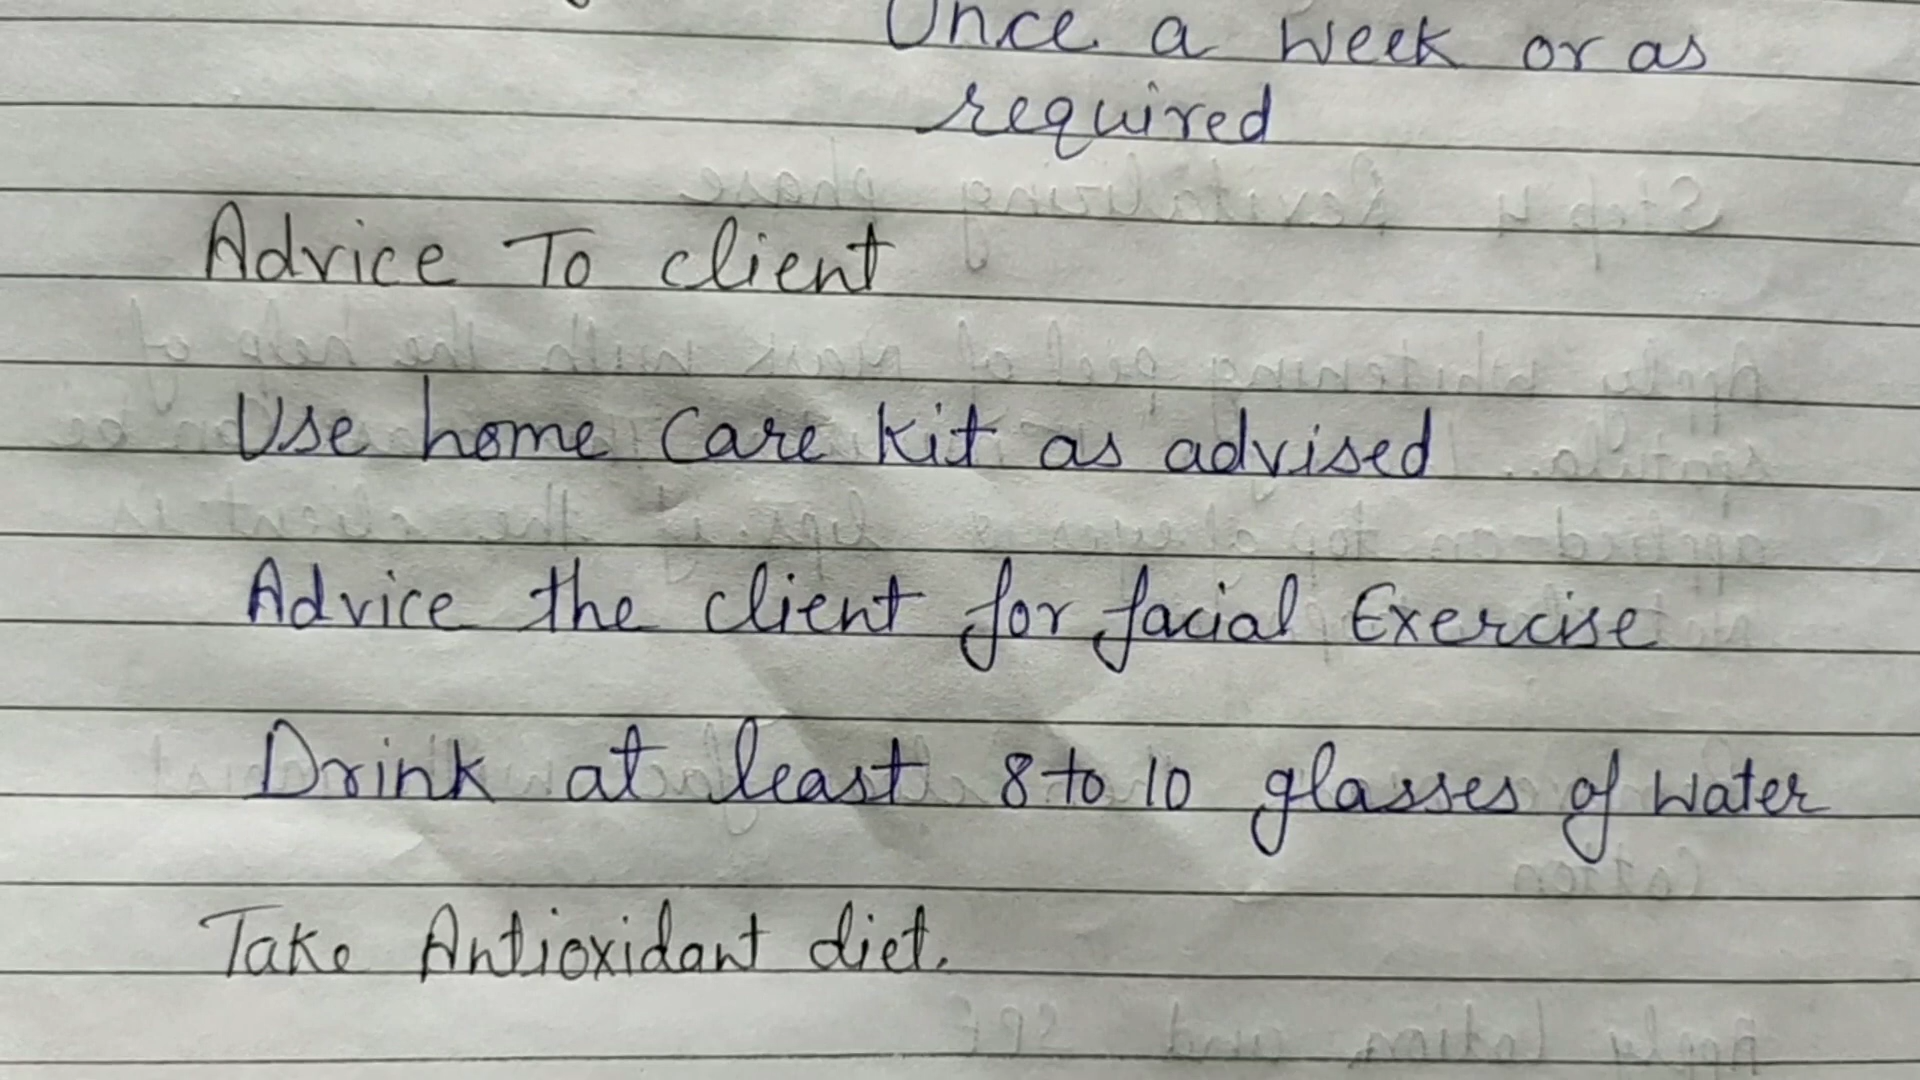 Once a week or as
required
Advice To client
Use home care kit as advised
Advice the client for facial Exercise
Drink at least 8 to 10 glasses of water
Take Antioxidant diet.